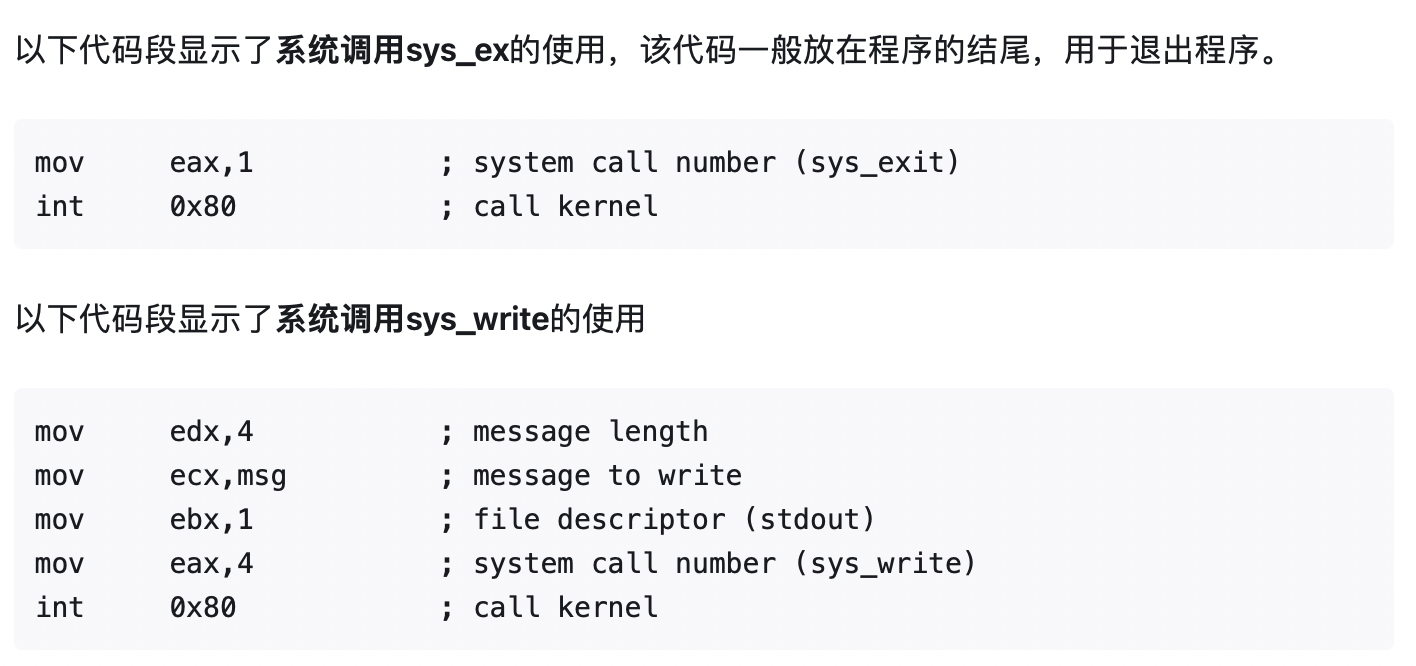 以下代码段显示了系统调用sys_ex的使用，该代码一般放在程序的结尾，用于退出程序。
mov     eax,1           ; system call number (sys_exit)
int     0x80            ; call kernel
以下代码段显示了系统调用sys_write的使用
mov     edx,4           ; message length
mov     ecx,msg         ; message to write
mov     ebx,1           ; file descriptor (stdout)
mov     eax,4           ; system call number (sys_write)
int     0x80            ; call kernel